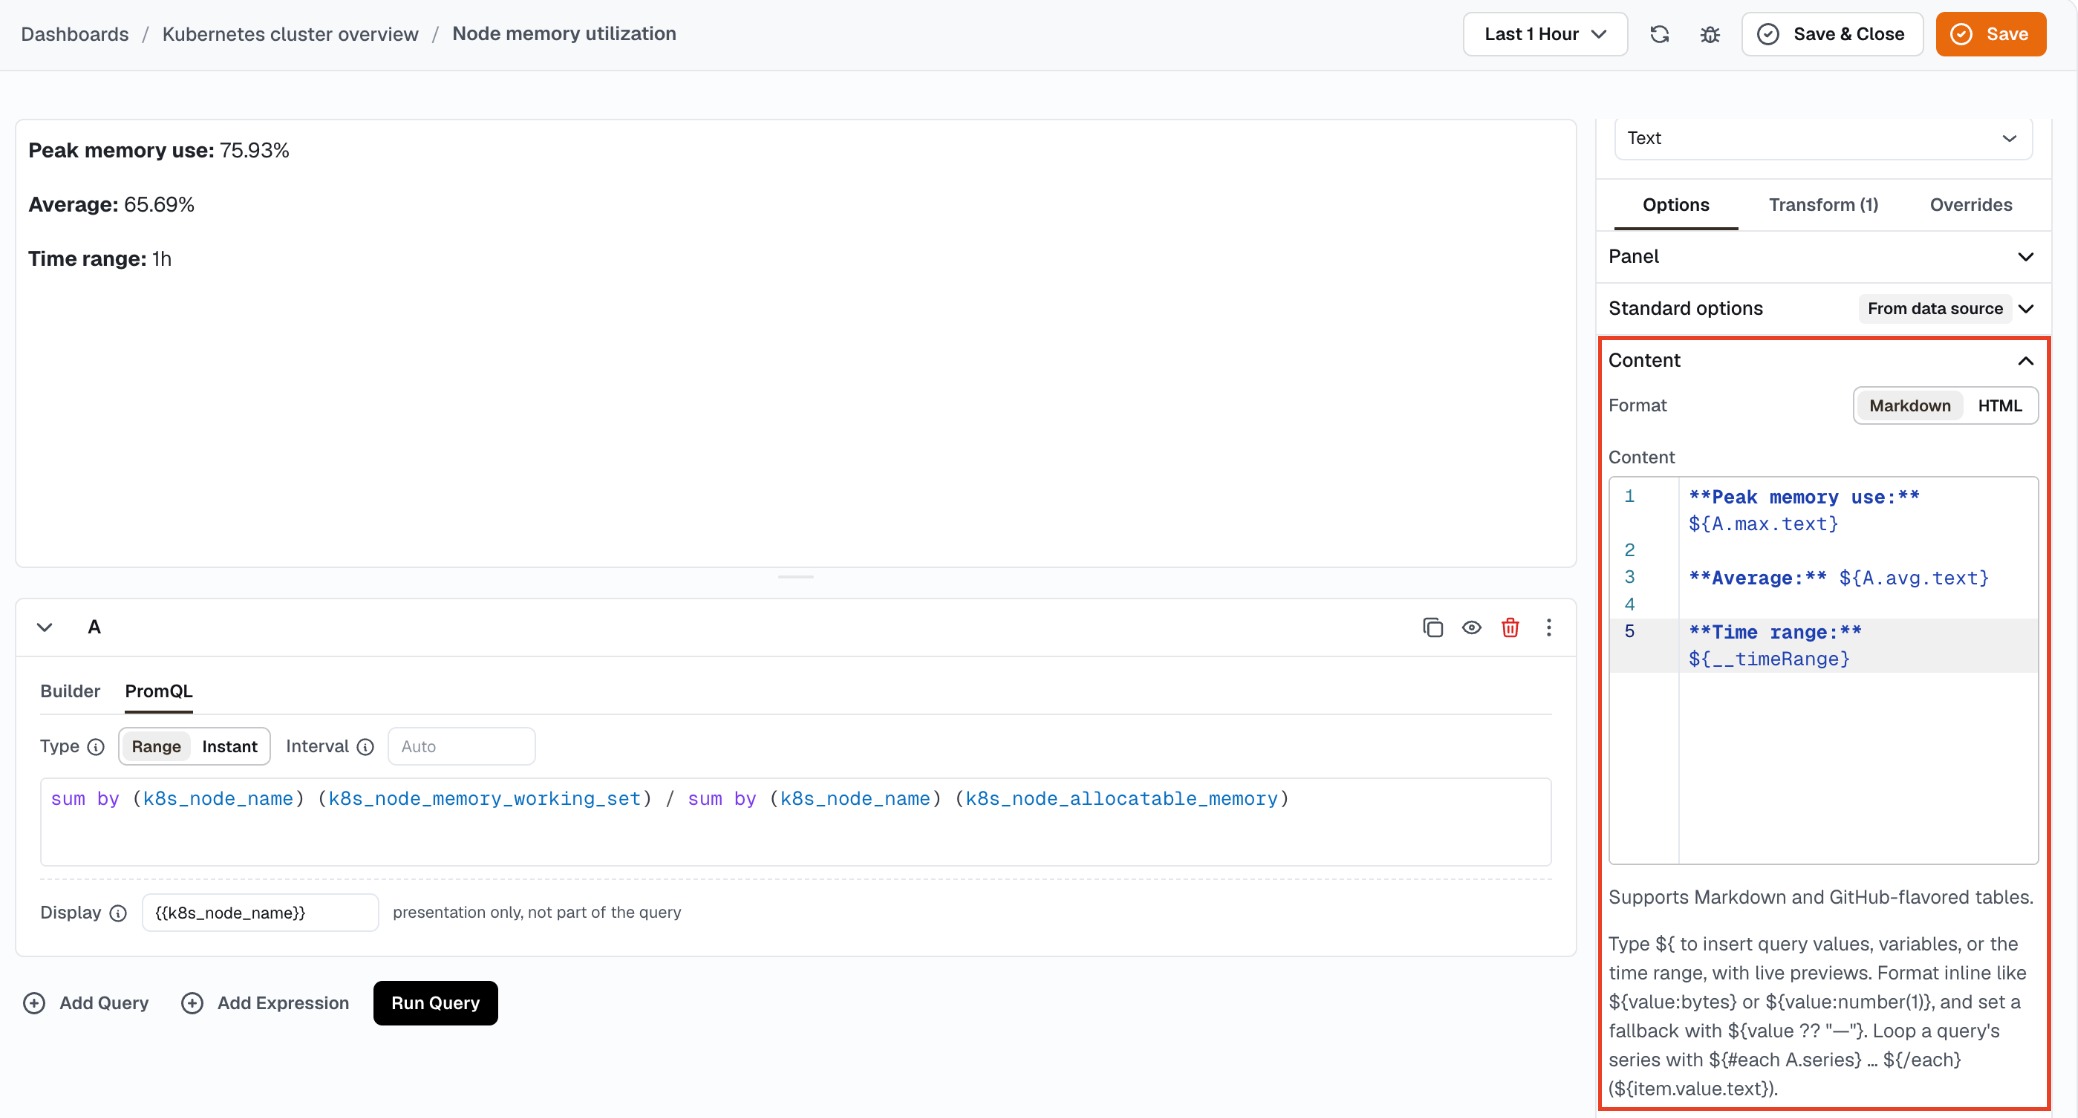 Dashboards / Kubernetes cluster overview / Node memory utilization
Last 1 Hour
Save & Close
Save
Peak memory use: 75.93%
Average: 65.69%
Time range: 1h
A
Builder PromQL
Type Range Instant Interval Auto
sum by (k8s_node_name) (k8s_node_memory_working_set) / sum by (k8s_node_name) (k8s_node_allocatable_memory)
Display {{k8s_node_name}} presentation only, not part of the query
Add Query Add Expression Run Query
Text
Options Transform (1) Overrides
Panel
Standard options From data source
Content
Format Markdown HTML
Content
1 **Peak memory use:**
${A.max.text}
2
3 **Average:** ${A.avg.text}
4
5 **Time range:**
${__timeRange}
Supports Markdown and GitHub-flavored tables.
Type ${ to insert query values, variables, or the
time range, with live previews. Format inline like
${value:bytes} or ${value:number(1)}, and set a
fallback with ${value ?? "—"}. Loop a query's
series with ${#each A.series} … ${/each}
(${item.value.text}).